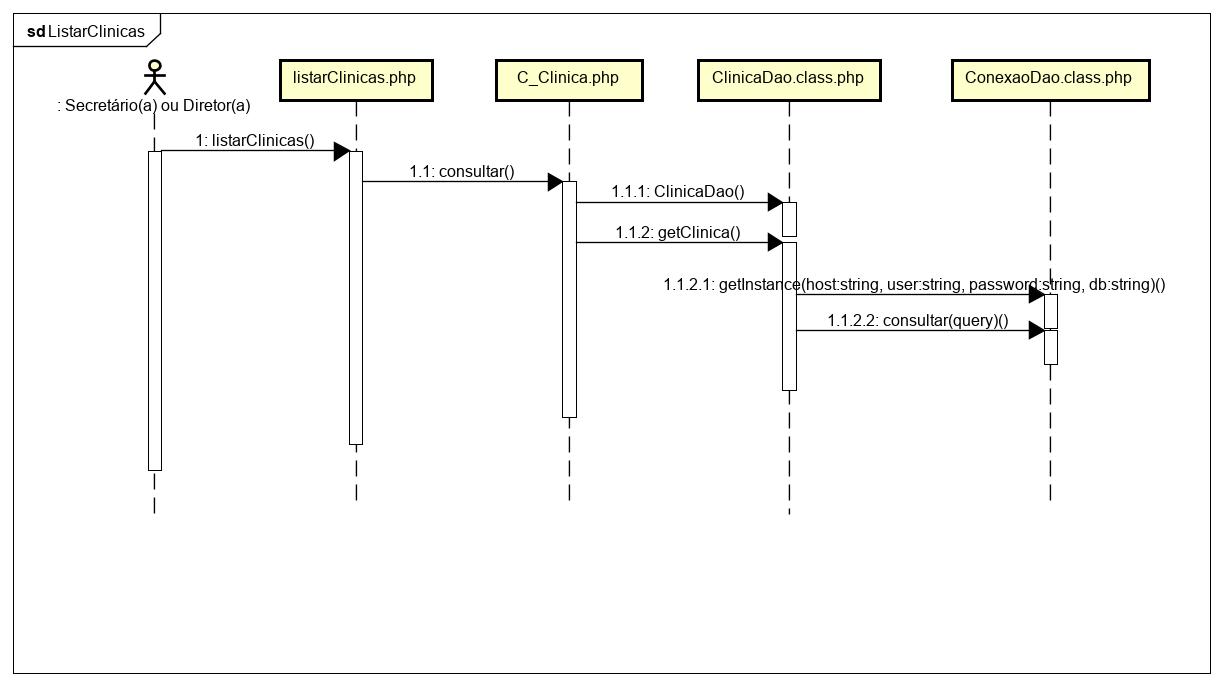 sd ListarClinicas
listarClinicas.php
C_Clinica.php
ClinicaDao.class.php
ConexaoDao.class.php
: Secretário(a) ou Diretor(a)
1: listarClinicas()
1.1: consultar()
1.1.1: ClinicaDao()
1.1.2: getClinica()
1.1.2.1: getInstance(host:string, user:string, password:string, db:string)()
1.1.2.2: consultar(query)()